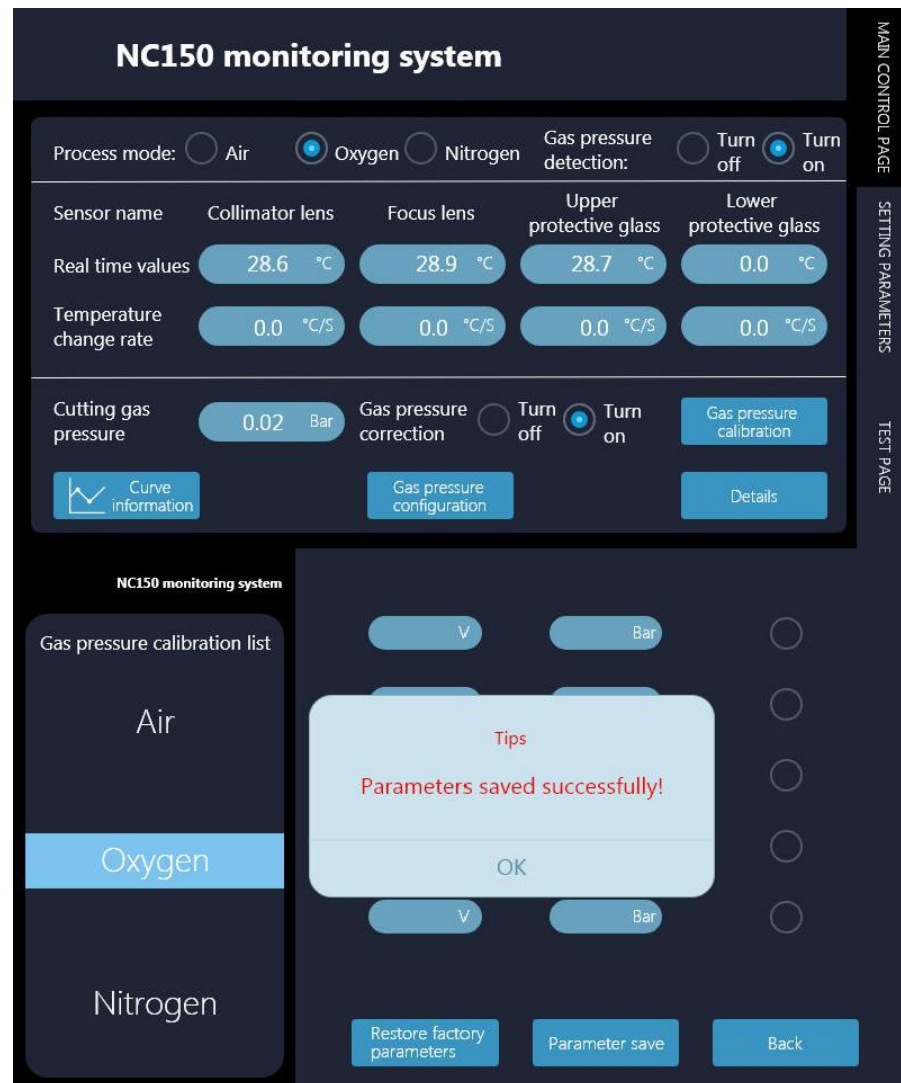 NC150 monitoring system
MAIN CONTROL PAGE
SETTING PARAMETERS
TEST PAGE
Process mode: Air Oxygen Nitrogen
Gas pressure
detection:
Turn
off
Turn
on
Sensor name Collimator lens Focus lens
Upper
protective glass
Lower
protective glass
Real time values 28.6 °C 28.9 °C 28.7 °C 0.0 °C
Temperature
change rate
0.0 °C/S 0.0 °C/S 0.0 °C/S 0.0 °C/S
Cutting gas
pressure
0.02 Bar
Gas pressure
correction
Turn
off
Turn
on
Gas pressure
calibration
Curve
information
Gas pressure
configuration
Details
NC150 monitoring system
Gas pressure calibration list
Air
Oxygen
Nitrogen
V Bar
Tips
Parameters saved successfully!
OK
V Bar
Restore factory
parameters
Parameter save
Back